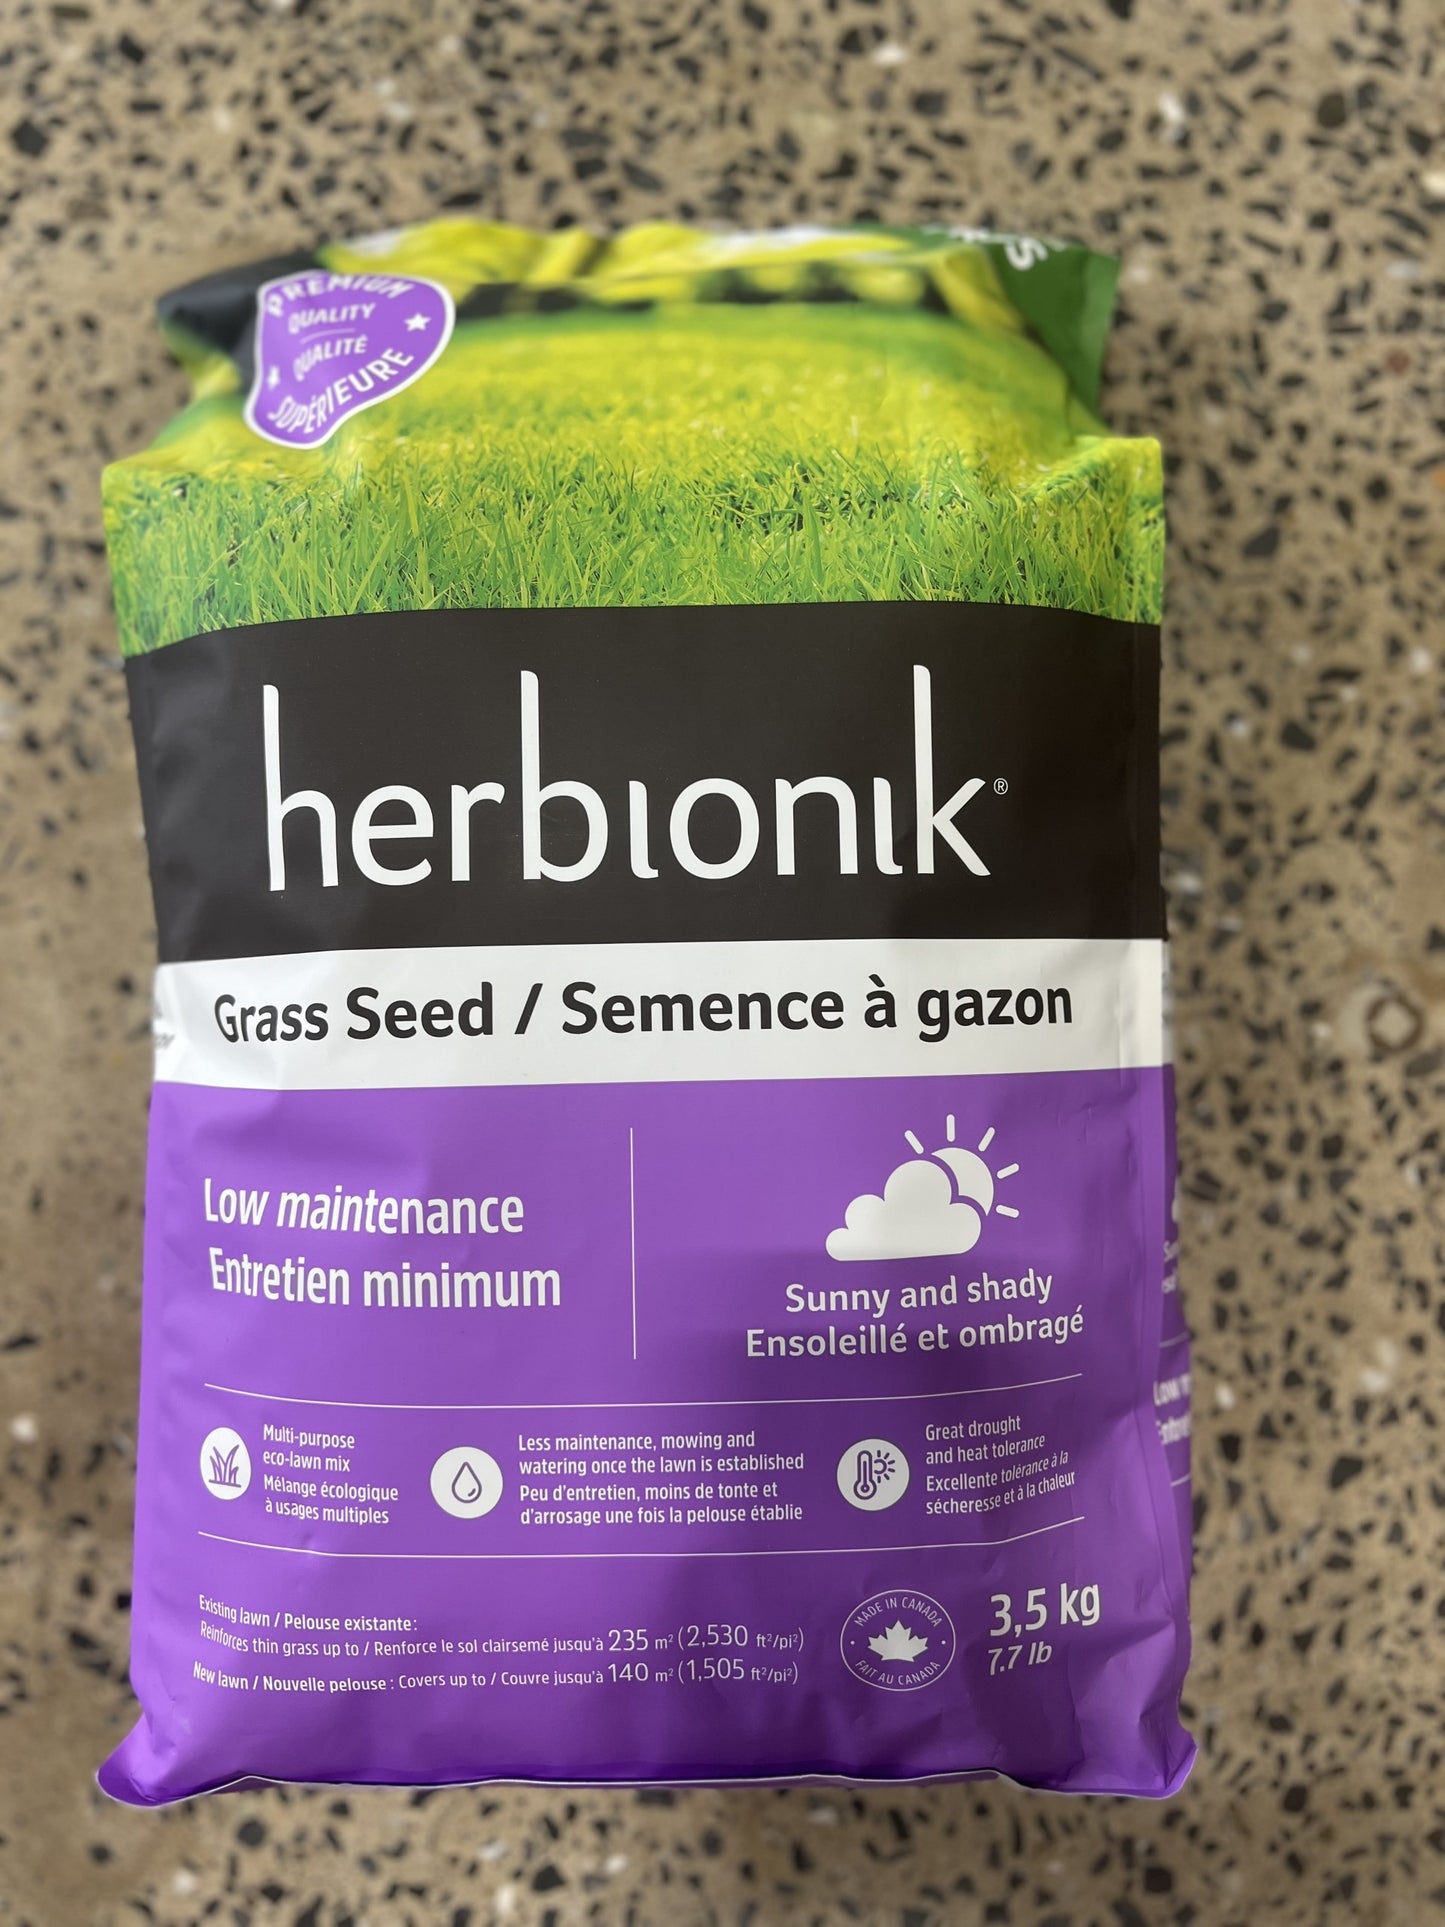 PREMIUM
QUALITY
QUALITÉ
SUPÉRIEURE
herbionik®
Grass Seed / Semence à gazon
Low maintenance
Entretien minimum
Sunny and shady
Ensoleillé et ombragé
Multi-purpose
eco-lawn mix
Mélange écologique
à usages multiples
Less maintenance, mowing and
watering once the lawn is established
Peu d'entretien, moins de tonte et
d'arrosage une fois la pelouse établie
Great drought
and heat tolerance
Excellente tolérance à la
sécheresse et à la chaleur
Existing lawn / Pelouse existante :
Reinforces thin grass up to / Renforce le sol clairsemé jusqu'à 235 m² (2,530 ft²/pi²)
New lawn / Nouvelle pelouse : Covers up to / Couvre jusqu'à 140 m² (1,505 ft²/pi²)
MADE IN CANADA
FAIT AU CANADA
3,5 kg
7.7 lb